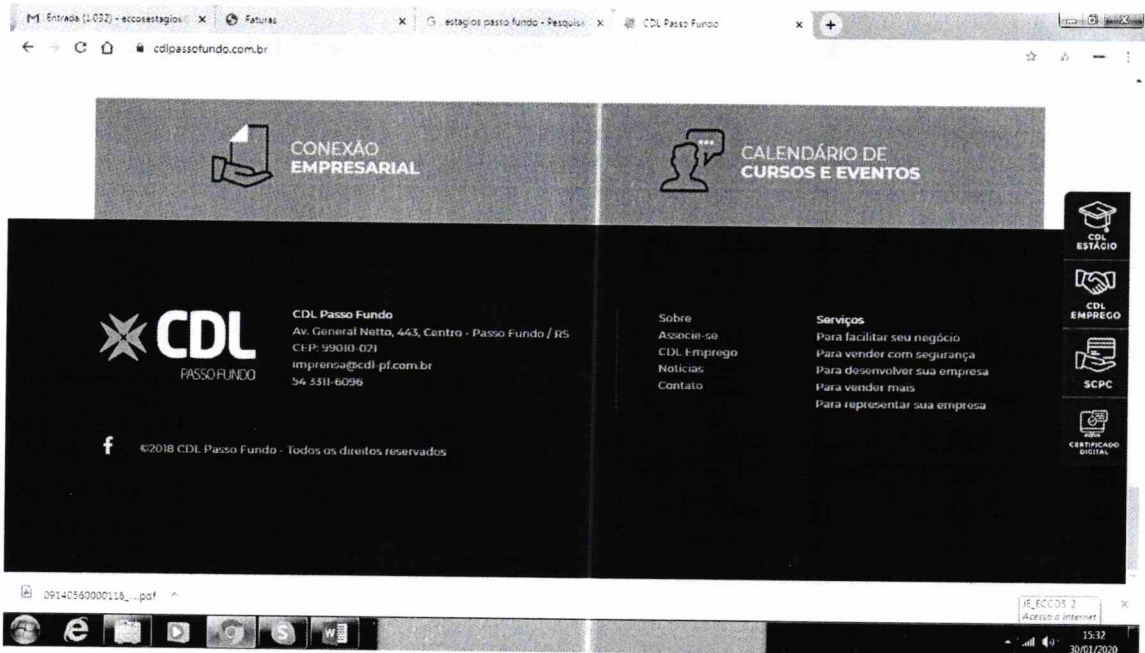 Entrada (1.032) - eccosestagios
Faturas
estagios passo fundo - Pesquisa
CDL Passo Fundo
cdlpassofundo.com.br
CONEXÃO
EMPRESARIAL
CALENDÁRIO DE
CURSOS E EVENTOS
CDL
ESTÁGIO
CDL
EMPREGO
SCPC
CERTIFICADO
DIGITAL
CDL
PASSO FUNDO
CDL Passo Fundo
Av. General Netto, 443, Centro - Passo Fundo / RS
CEP: 99010-021
imprensa@cdl-pf.com.br
54 3311-6096
Sobre
Associe-se
CDL Emprego
Notícias
Contato
Serviços
Para facilitar seu negócio
Para vender com segurança
Para desenvolver sua empresa
Para vender mais
Para representar sua empresa
©2018 CDL Passo Fundo - Todos os direitos reservados
09140560000116_....pdf
IE_ECCOS 2
Acesso à Internet
15:32
30/01/2020